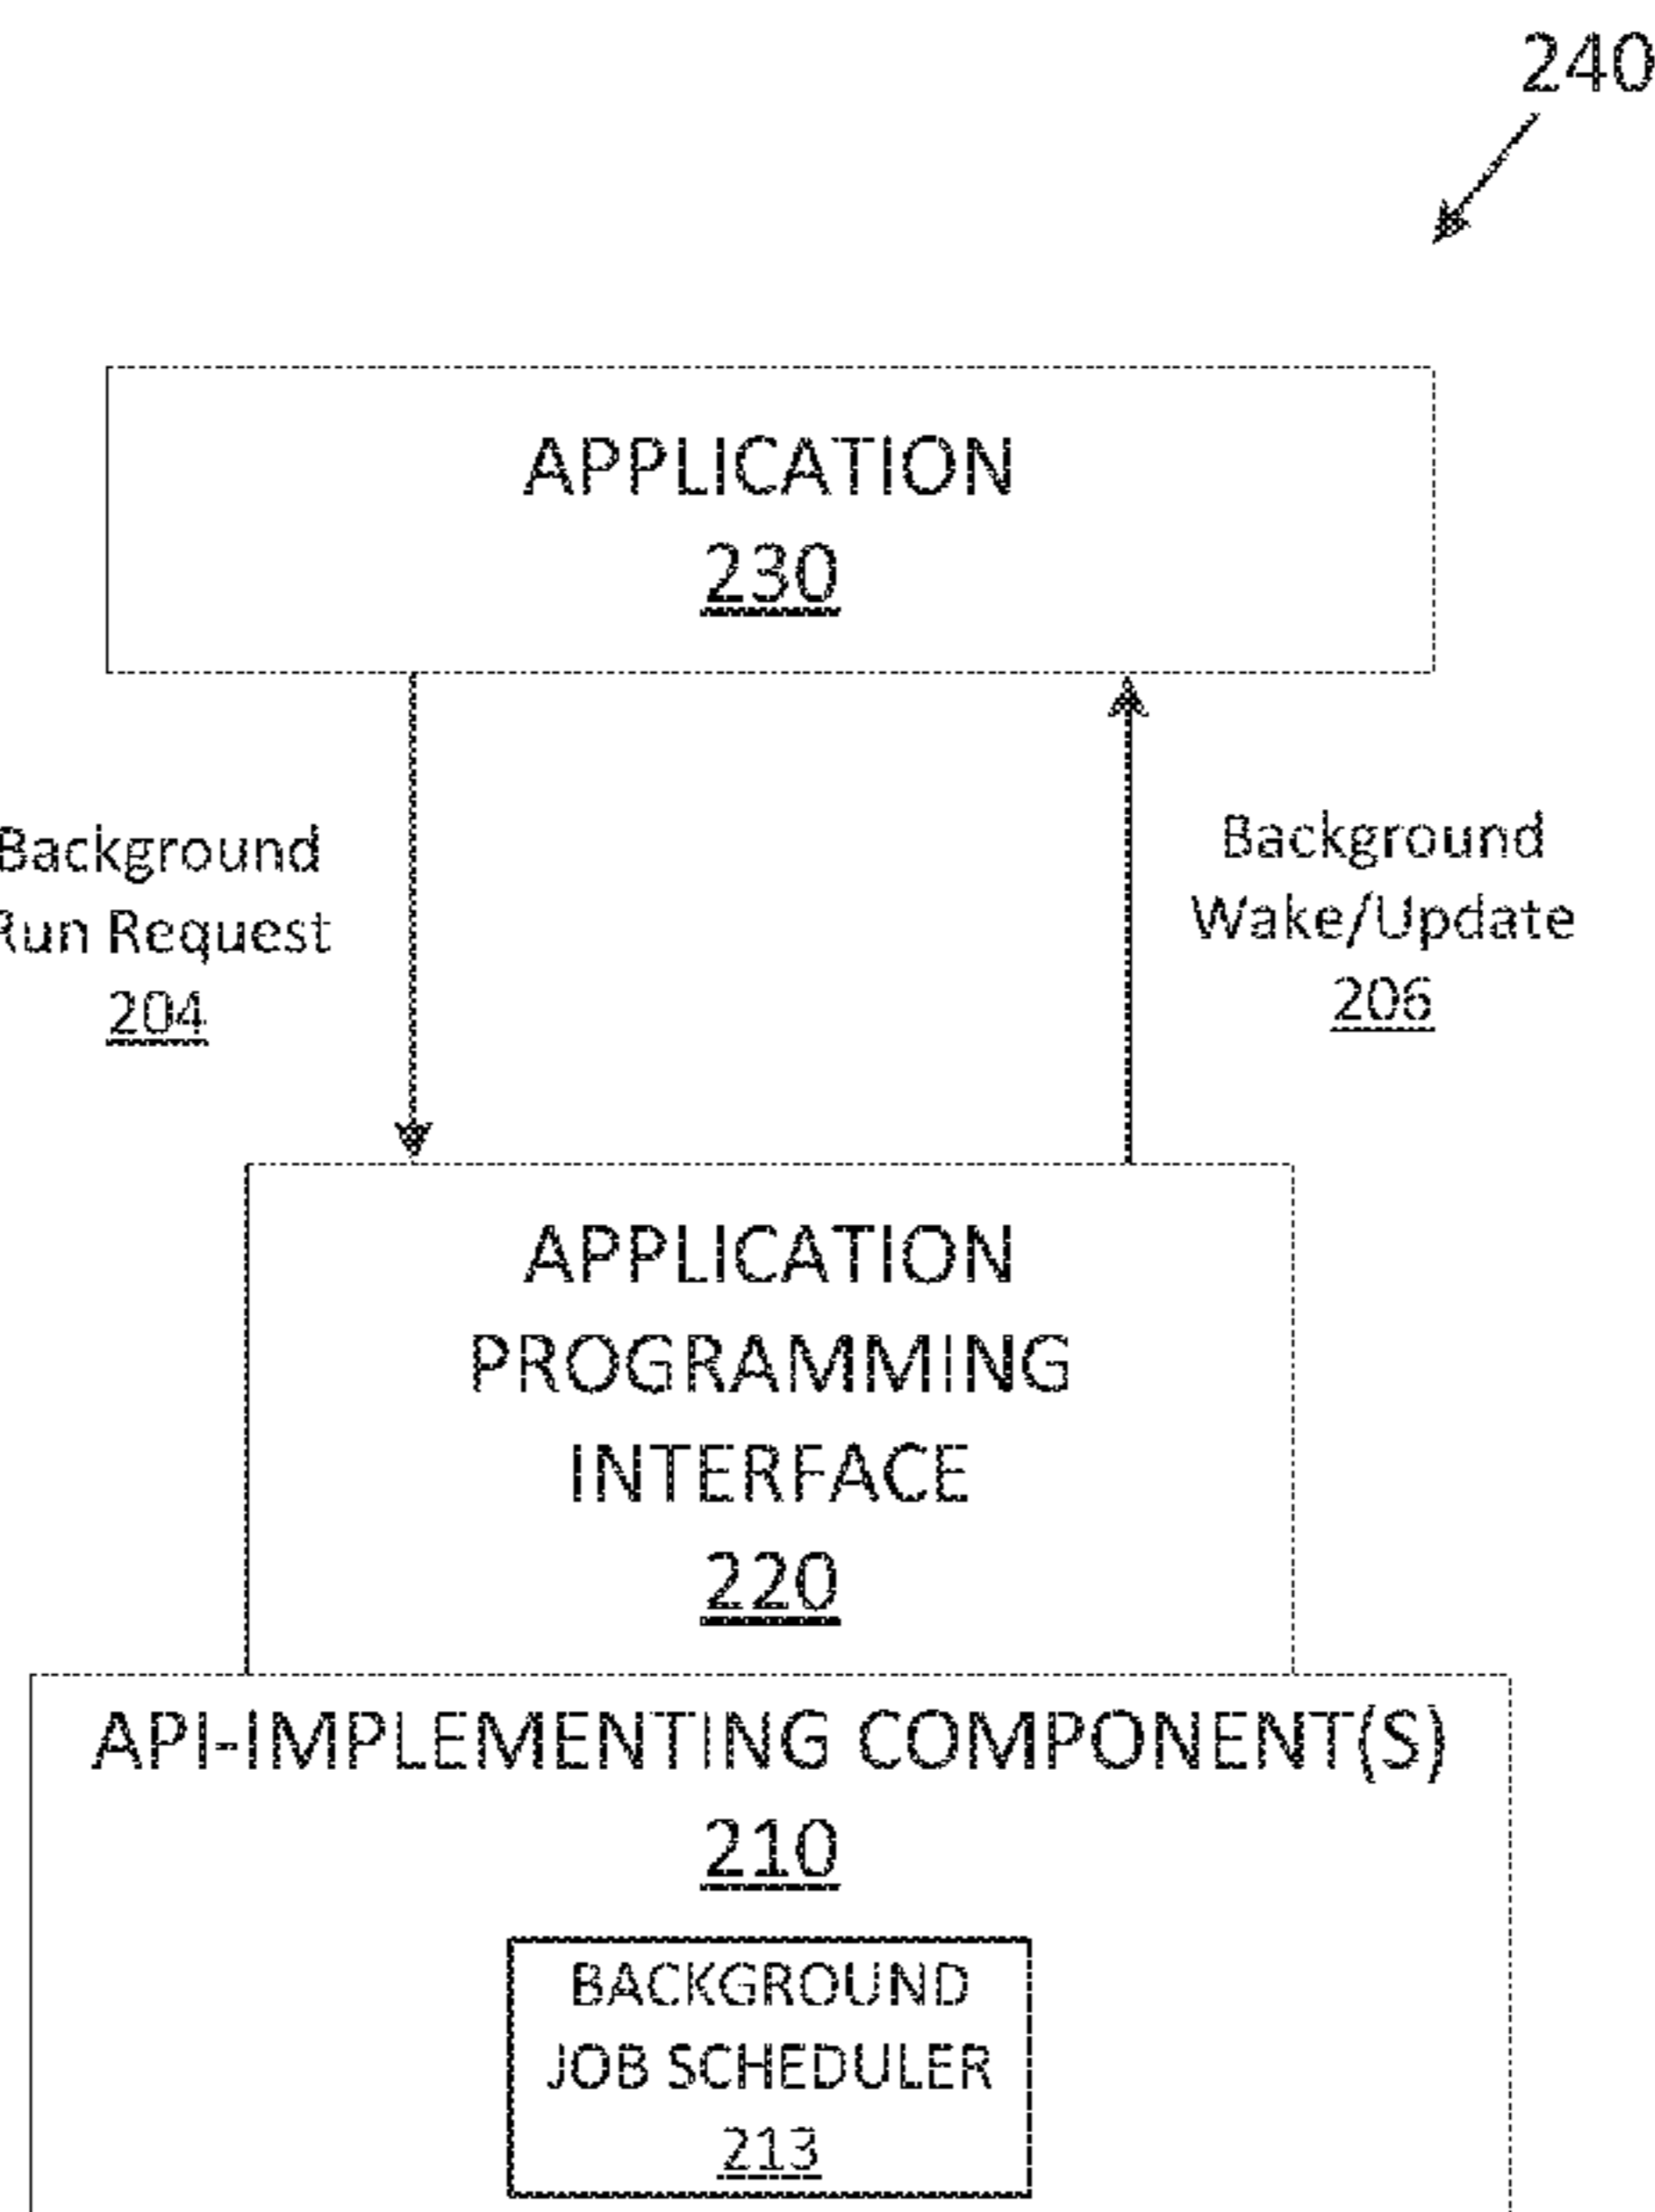 240
APPLICATION
230
Background
Run Request
204
Background
Wake/Update
206
APPLICATION
PROGRAMMING
INTERFACE
220
API-IMPLEMENTING COMPONENT(S)
210
BACKGROUND
JOB SCHEDULER
213